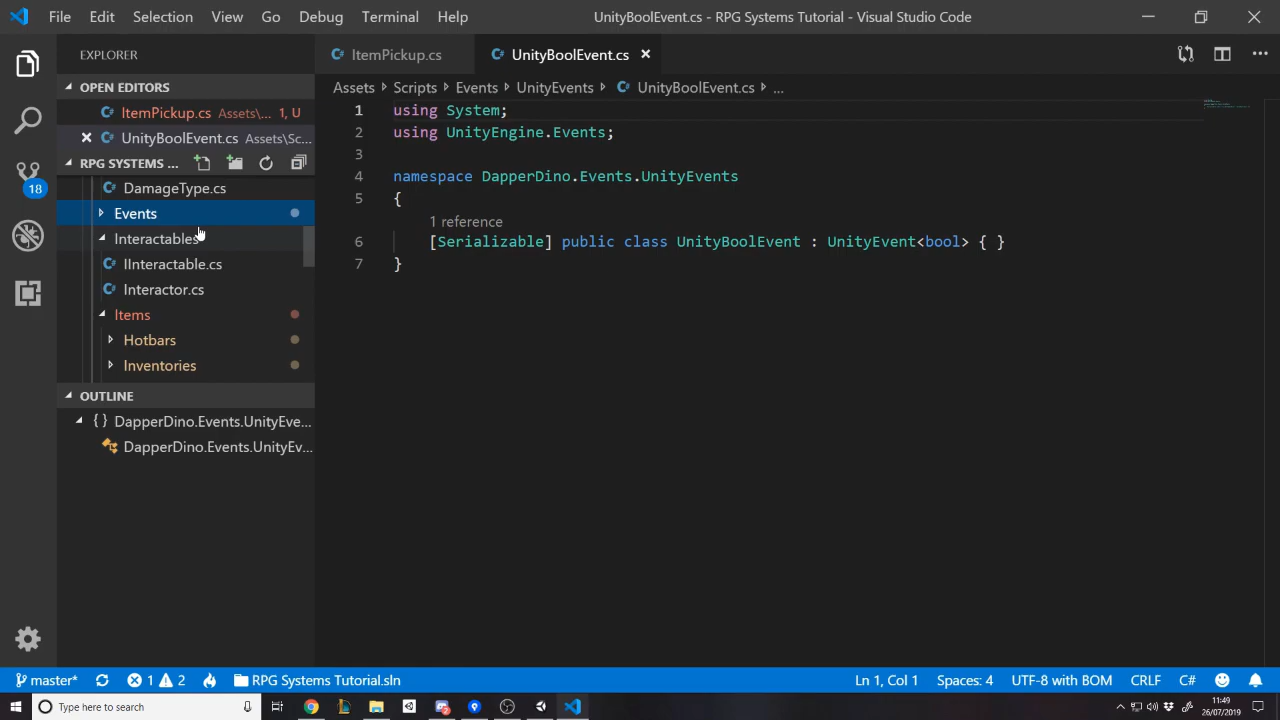 File Edit Selection View Go Debug Terminal Help UnityBoolEvent.cs - RPG Systems Tutorial - Visual Studio Code
EXPLORER
ItemPickup.cs UnityBoolEvent.cs
OPEN EDITORS
Assets Scripts Events UnityEvents UnityBoolEvent.cs ...
ItemPickup.cs Assets\... 1, U
UnityBoolEvent.cs Assets\Sc...
RPG SYSTEMS ...
DamageType.cs
Events
Interactables
IInteractable.cs
Interactor.cs
Items
Hotbars
Inventories
OUTLINE
DapperDino.Events.UnityEve...
DapperDino.Events.UnityEv...
1 using System;
2 using UnityEngine.Events;
3
4 namespace DapperDino.Events.UnityEvents
5 {
1 reference
6 [Serializable] public class UnityBoolEvent : UnityEvent<bool> { }
7 }
18
master* 1 2 RPG Systems Tutorial.sln Ln 1, Col 1 Spaces: 4 UTF-8 with BOM CRLF C#
Type here to search
11:49
26/07/2019